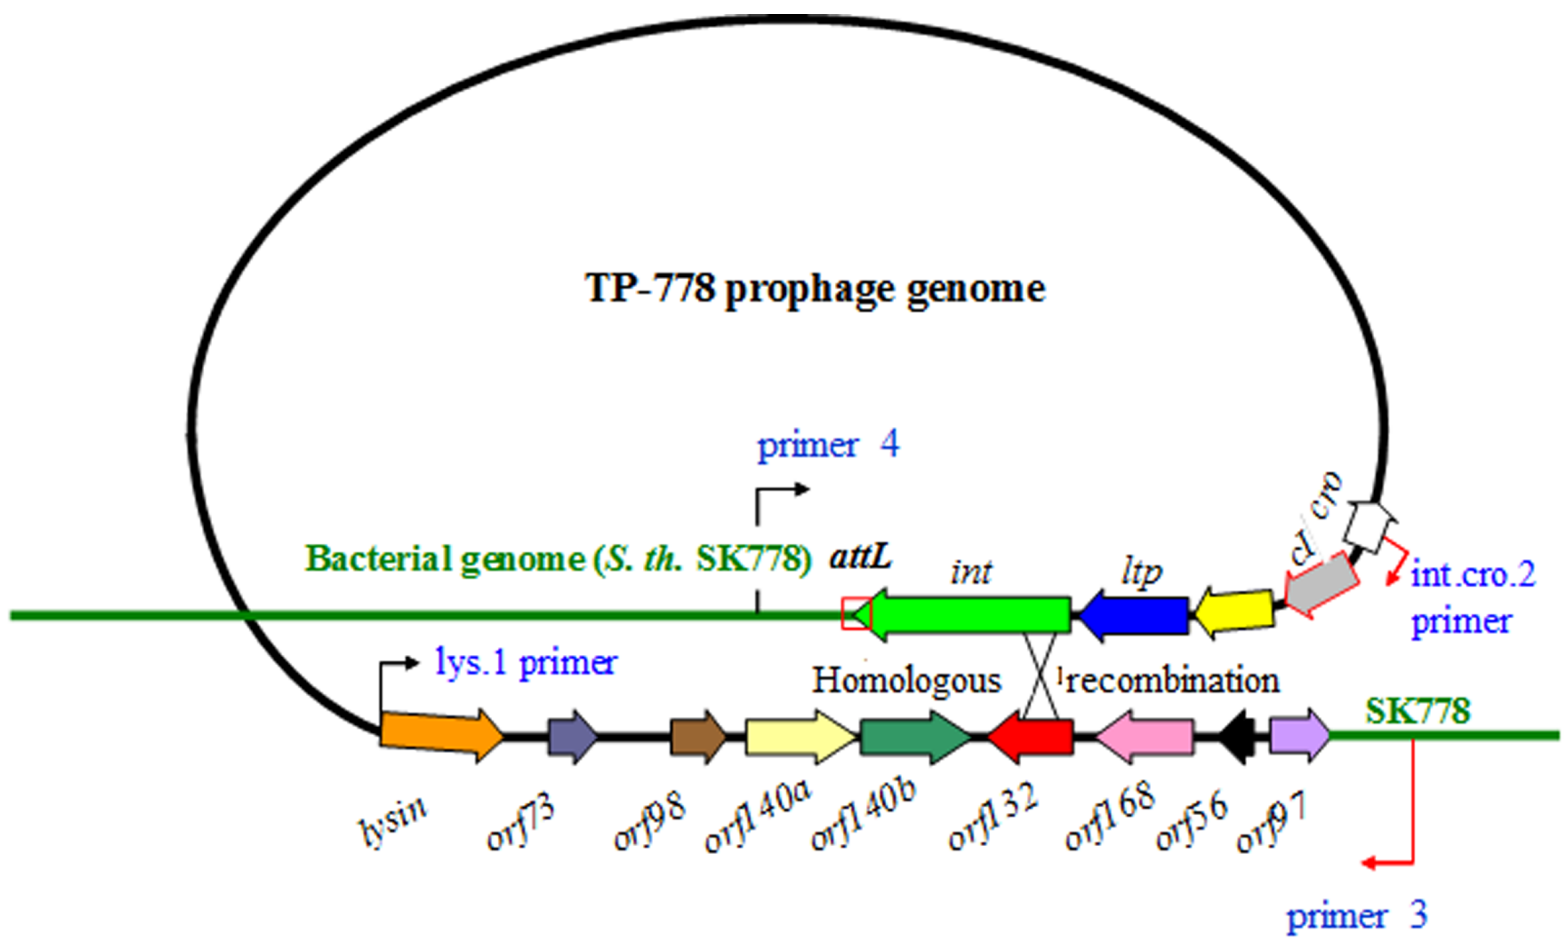 TP-778 prophage genome
primer 4
cI/cro
Bacterial genome (S. th. SK778) attL
int
ltp
int.cro.2
primer
lys.1 primer
Homologous
1recombination
SK778
lysin
orf73
orf98
orf140a
orf140b
orf132
orf168
orf56
orf97
primer 3